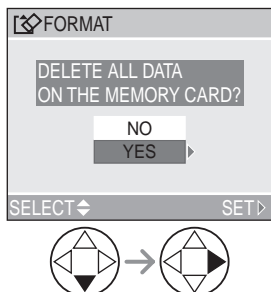 FORMAT
DELETE ALL DATA
ON THE MEMORY CARD?
NO
YES
SELECT SET